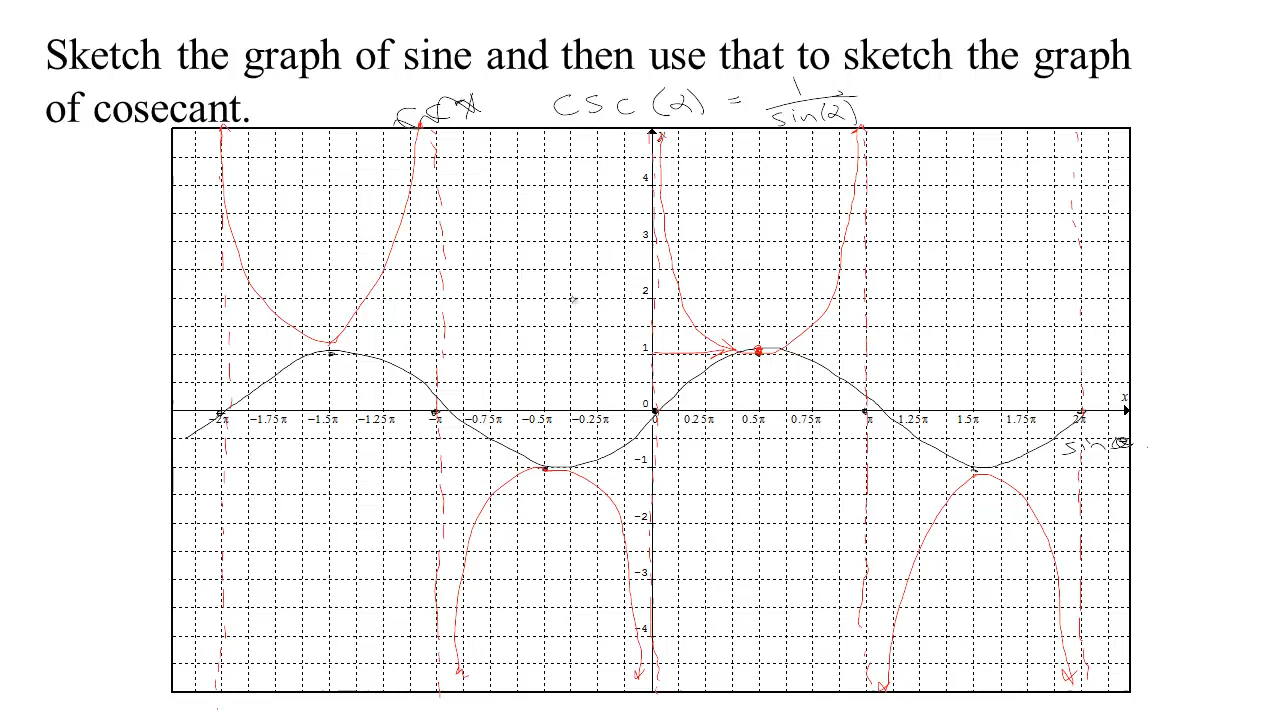 Sketch the graph of sine and then use that to sketch the graph
of cosecant.
csc(x) = 1/sin(x)
4
3
2
1
0
x
−2π −1.75π −1.5π −1.25π −π −0.75π −0.5π −0.25π 0 0.25π 0.5π 0.75π π 1.25π 1.5π 1.75π 2π
−1
−2
−3
−4